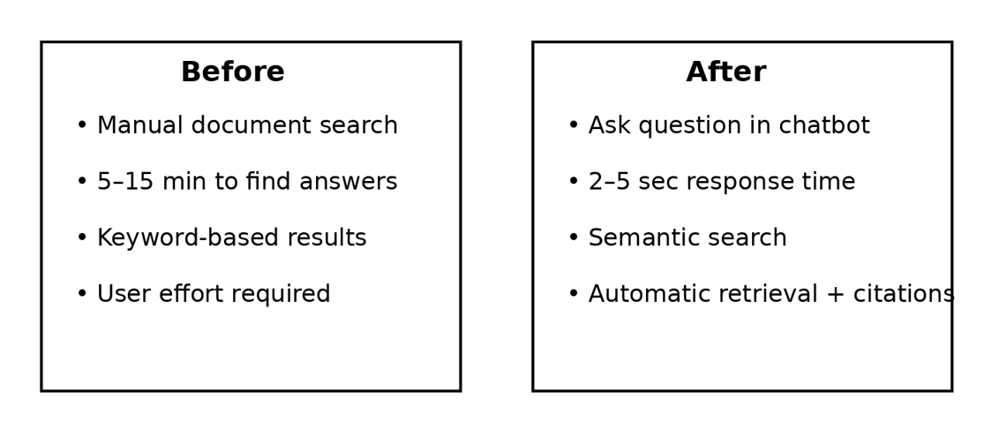 Before
• Manual document search
• 5–15 min to find answers
• Keyword-based results
• User effort required
After
• Ask question in chatbot
• 2–5 sec response time
• Semantic search
• Automatic retrieval + citations